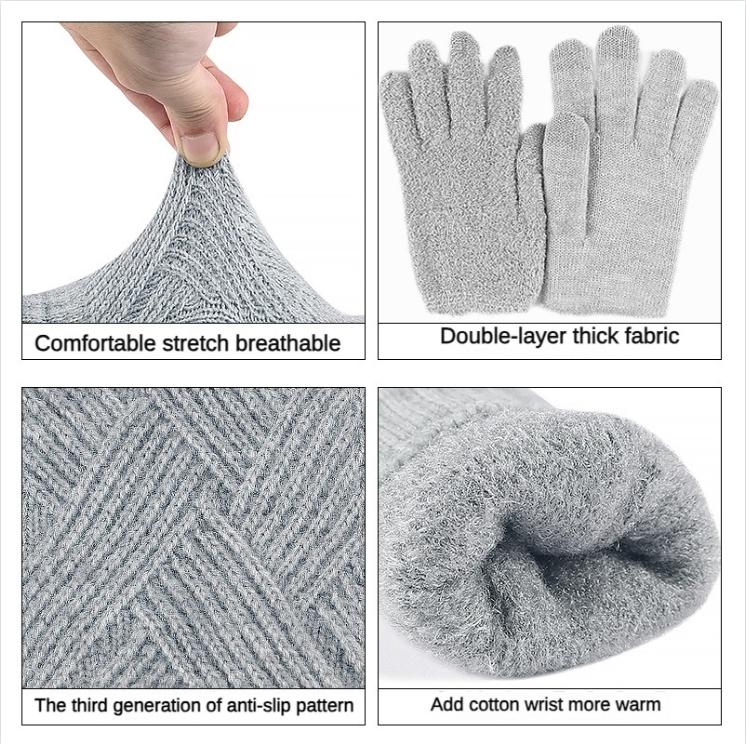 Comfortable stretch breathable
Double-layer thick fabric
The third generation of anti-slip pattern
Add cotton wrist more warm